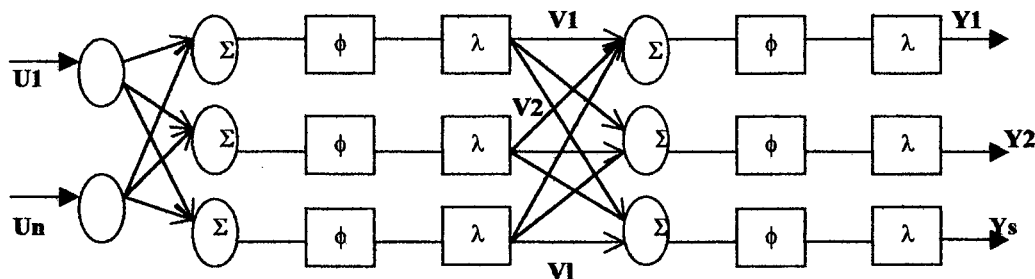 V1 Y1
Σ ϕ λ Σ ϕ λ
U1
V2 Y2
Σ ϕ λ Σ ϕ λ
Un Ys
Σ ϕ λ Σ ϕ λ
Vl